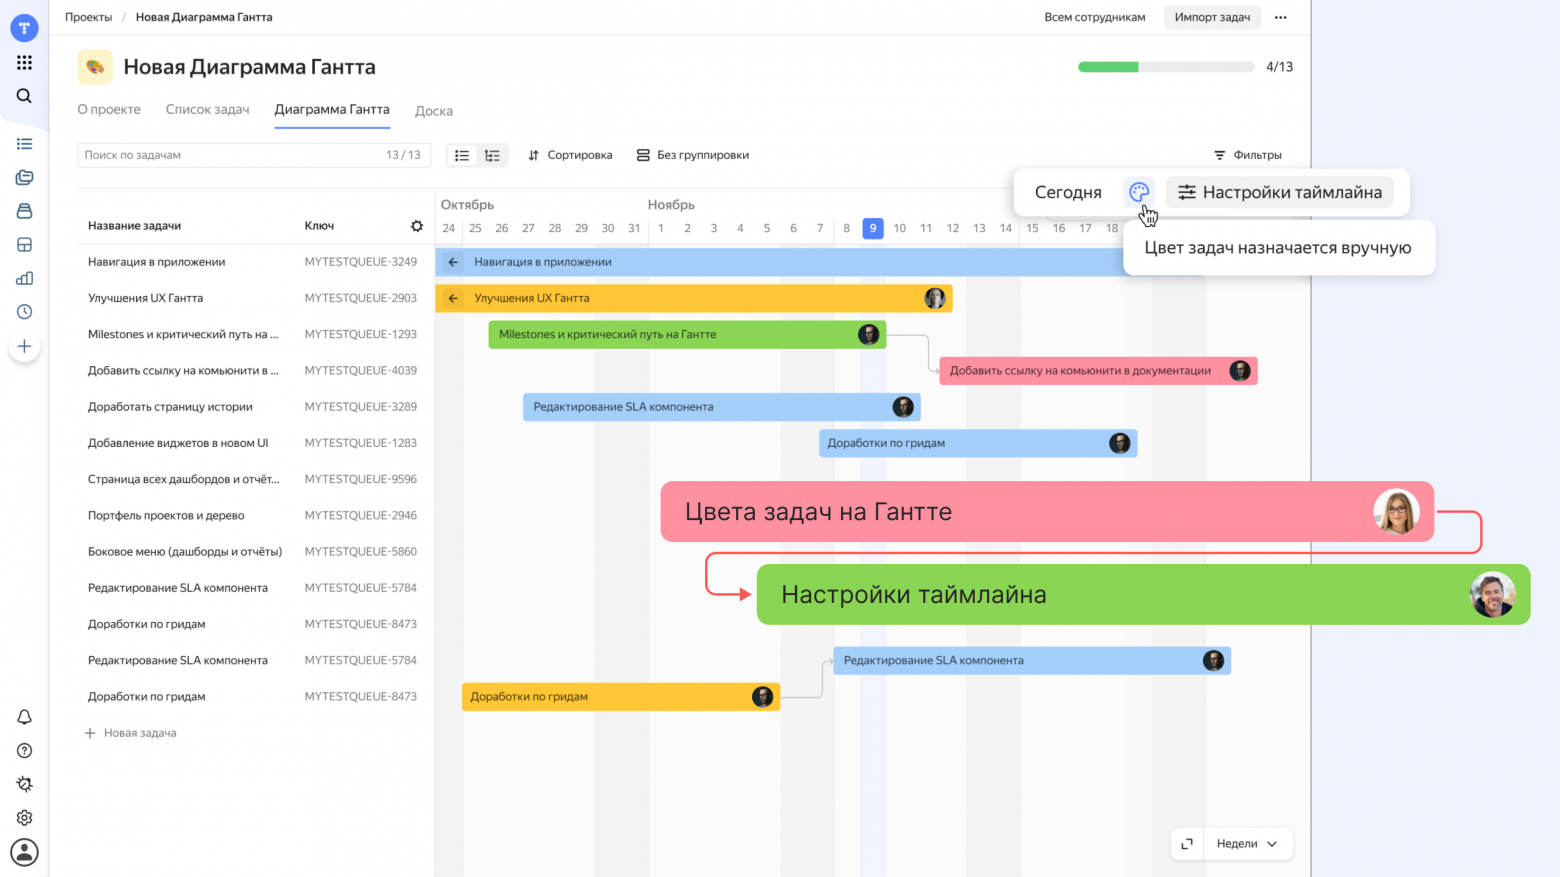 Проекты / Новая Диаграмма Гантта
Всем сотрудникам
Импорт задач
Новая Диаграмма Гантта
4/13
О проекте
Список задач
Диаграмма Гантта
Доска
Поиск по задачам
13 / 13
Сортировка
Без группировки
Фильтры
Сегодня
Настройки таймлайна
Цвет задач назначается вручную
Октябрь
Ноябрь
Название задачи
Ключ
24 25 26 27 28 29 30 31 1 2 3 4 5 6 7 8 9 10 11 12 13 14 15 16 17 18
Навигация в приложении MYTESTQUEUE-3249
Навигация в приложении
Улучшения UX Гантта MYTESTQUEUE-2903
Улучшения UX Гантта
Milestones и критический путь на ... MYTESTQUEUE-1293
Milestones и критический путь на Гантте
Добавить ссылку на комьюнити в ... MYTESTQUEUE-4039
Добавить ссылку на комьюнити в документации
Доработать страницу истории MYTESTQUEUE-3289
Редактирование SLA компонента
Добавление виджетов в новом UI MYTESTQUEUE-1283
Доработки по гридам
Страница всех дашбордов и отчёт... MYTESTQUEUE-9596
Портфель проектов и дерево MYTESTQUEUE-2946
Цвета задач на Гантте
Боковое меню (дашборды и отчёты) MYTESTQUEUE-5860
Редактирование SLA компонента MYTESTQUEUE-5784
Настройки таймлайна
Доработки по гридам MYTESTQUEUE-8473
Редактирование SLA компонента MYTESTQUEUE-5784
Редактирование SLA компонента
Доработки по гридам MYTESTQUEUE-8473
Доработки по гридам
Новая задача
Недели